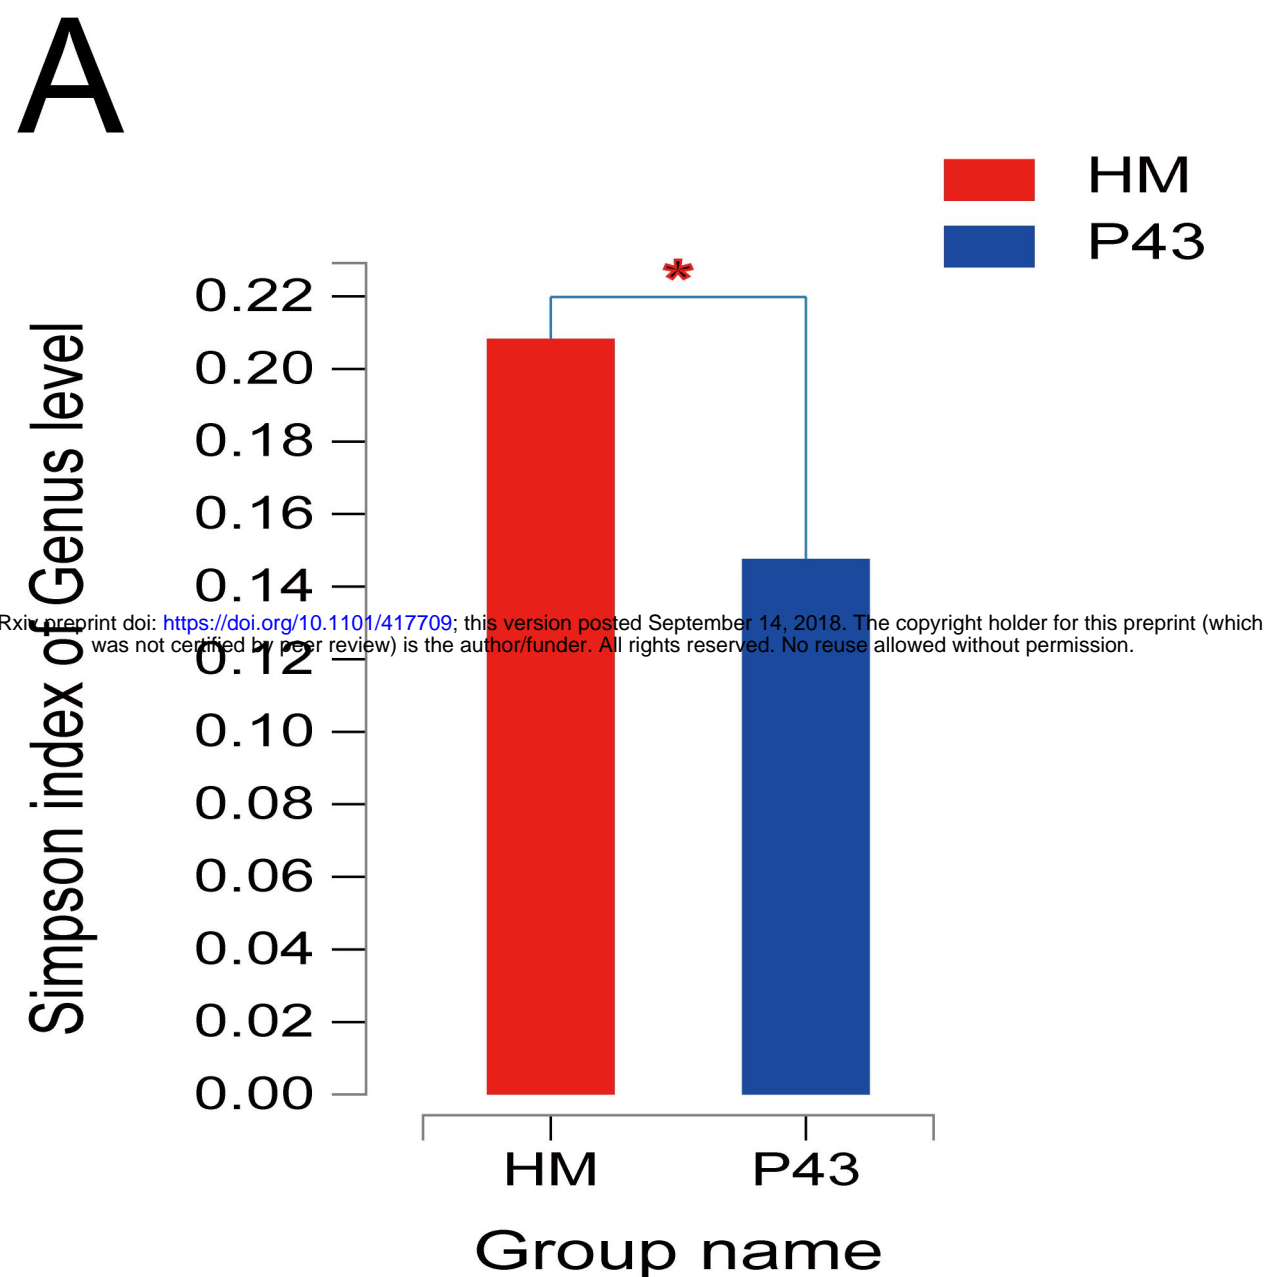 A
HM
P43
*
Simpson index of Genus level
0.22
0.20
0.18
0.16
0.14
0.12
0.10
0.08
0.06
0.04
0.02
0.00
Rxiv preprint doi: https://doi.org/10.1101/417709; this version posted September 14, 2018. The copyright holder for this preprint (which
was not certified by peer review) is the author/funder. All rights reserved. No reuse allowed without permission.
HM
P43
Group name